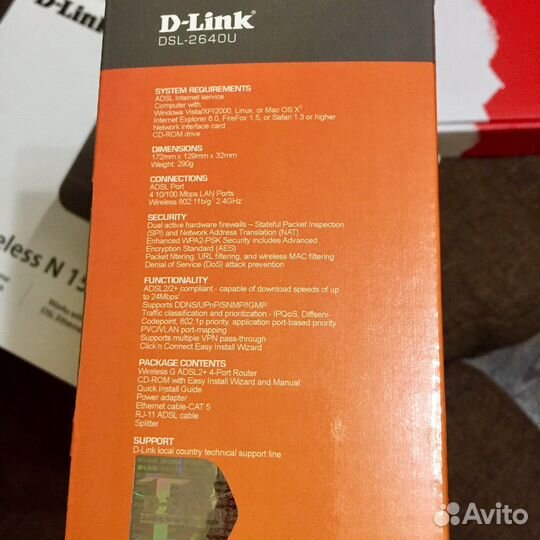 D-Link
DSL-2640U
SYSTEM REQUIREMENTS
ADSL Internet service
Computer with:
Windows Vista/XP/2000, Linux, or Mac OS X¹
Internet Explorer 6.0, FireFox 1.5, or Safari 1.3 or higher
Network interface card
CD-ROM drive
DIMENSIONS
172mm x 129mm x 32mm
Weight: 290g
CONNECTIONS
ADSL Port
4 10/100 Mbps LAN Ports
Wireless 802.11b/g 2.4GHz
SECURITY
Dual active hardware firewalls – Stateful Packet Inspection
(SPI) and Network Address Translation (NAT)
Enhanced WPA2-PSK Security includes Advanced
Encryption Standard (AES)
Packet filtering, URL filtering, and wireless MAC filtering
Denial of Service (DoS) attack prevention
FUNCTIONALITY
ADSL2/2+ compliant - capable of download speeds of up
to 24Mbps
Supports DDNS/UPnP/SNMP/IGMP
Traffic classification and prioritization - IPQoS, Diffserv-
Codepoint, 802.1p priority, application port-based priority
PVC/VLAN port-mapping
Supports multiple VPN pass-through
Click'n Connect Easy Install Wizard
PACKAGE CONTENTS
Wireless G ADSL2+ 4-Port Router
CD-ROM with Easy Install Wizard and Manual
Quick Install Guide
Power adapter
Ethernet cable-CAT 5
RJ-11 ADSL cable
Splitter
SUPPORT
D-Link local country technical support line
eless N 15
Works wi
DSL Ethern
Avito